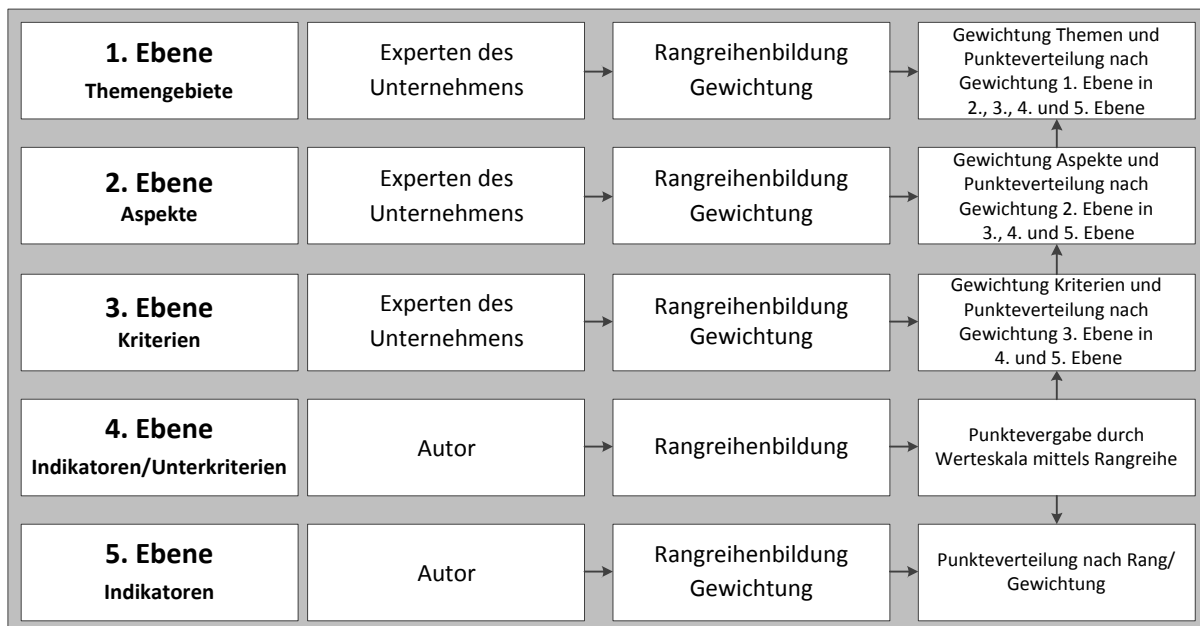 1. Ebene
Themengebiete
Experten des
Unternehmens
Rangreihenbildung
Gewichtung
Gewichtung Themen und
Punkteverteilung nach
Gewichtung 1. Ebene in
2., 3., 4. und 5. Ebene
2. Ebene
Aspekte
Experten des
Unternehmens
Rangreihenbildung
Gewichtung
Gewichtung Aspekte und
Punkteverteilung nach
Gewichtung 2. Ebene in
3., 4. und 5. Ebene
3. Ebene
Kriterien
Experten des
Unternehmens
Rangreihenbildung
Gewichtung
Gewichtung Kriterien und
Punkteverteilung nach
Gewichtung 3. Ebene in
4. und 5. Ebene
4. Ebene
Indikatoren/Unterkriterien
Autor
Rangreihenbildung
Punktevergabe durch
Werteskala mittels Rangreihe
5. Ebene
Indikatoren
Autor
Rangreihenbildung
Gewichtung
Punkteverteilung nach Rang/
Gewichtung